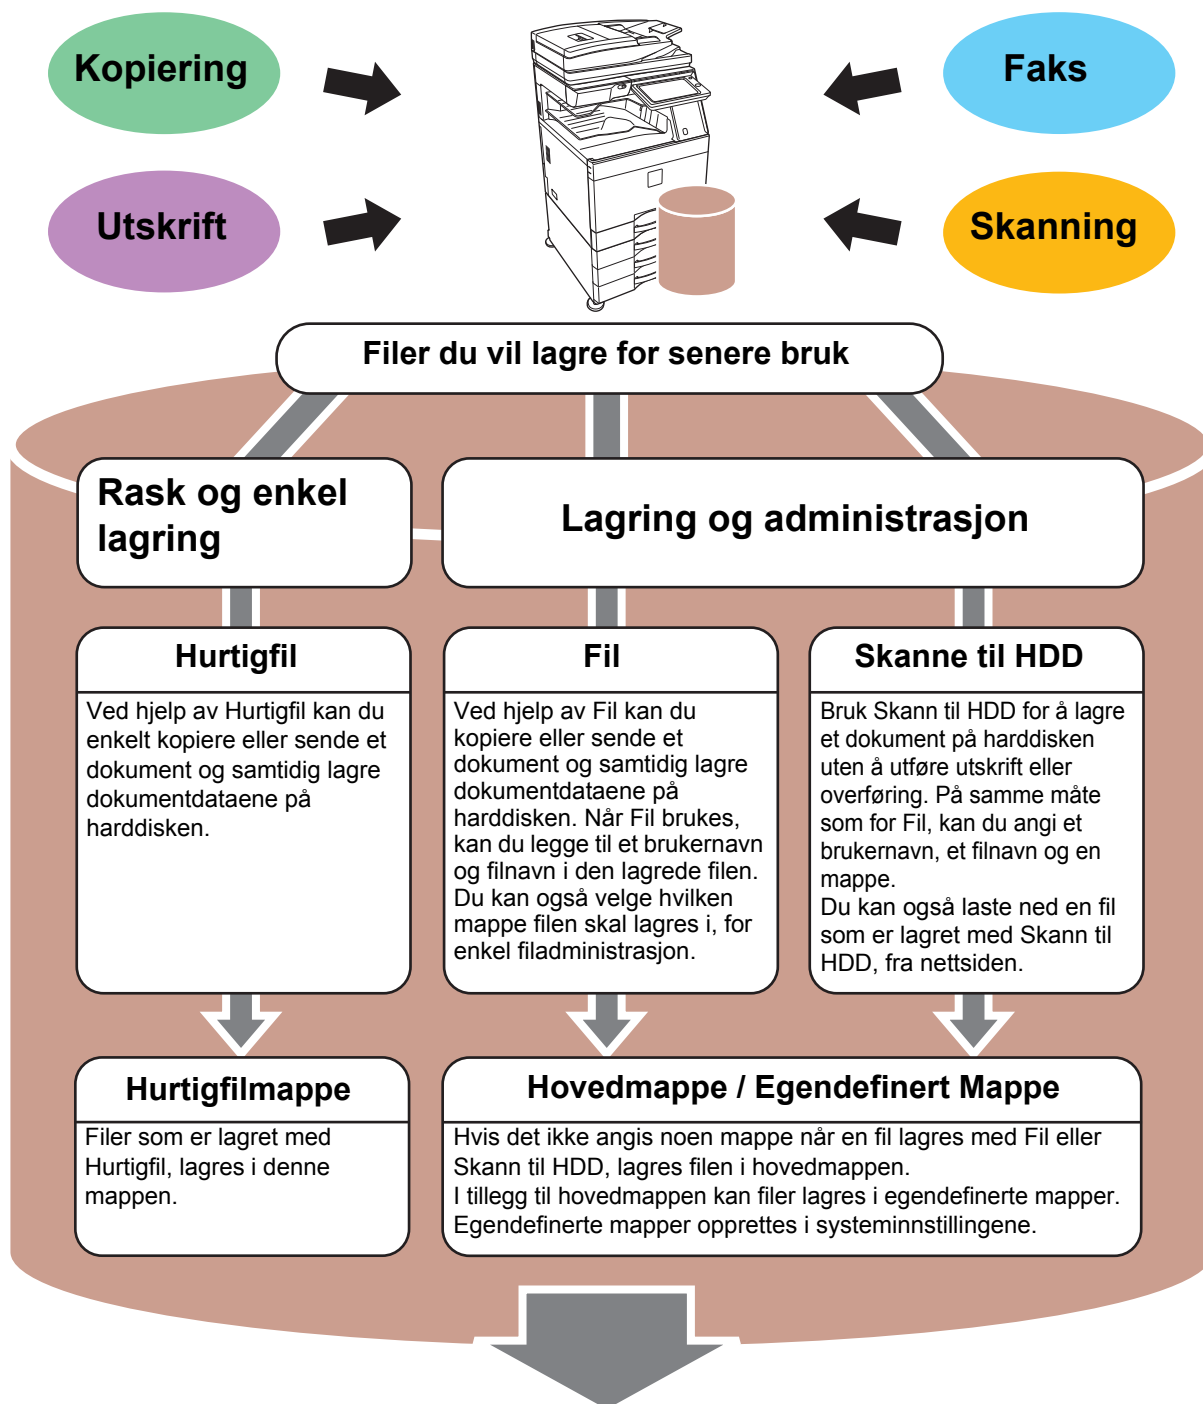 Kopiering
Faks
Utskrift
Skanning
Filer du vil lagre for senere bruk
Rask og enkel
lagring
Lagring og administrasjon
Hurtigfil
Ved hjelp av Hurtigfil kan du
enkelt kopiere eller sende et
dokument og samtidig lagre
dokumentdataene på
harddisken.
Fil
Ved hjelp av Fil kan du
kopiere eller sende et
dokument og samtidig lagre
dokumentdataene på
harddisken. Når Fil brukes,
kan du legge til et brukernavn
og filnavn i den lagrede filen.
Du kan også velge hvilken
mappe filen skal lagres i, for
enkel filadministrasjon.
Skanne til HDD
Bruk Skann til HDD for å lagre
et dokument på harddisken
uten å utføre utskrift eller
overføring. På samme måte
som for Fil, kan du angi et
brukernavn, et filnavn og en
mappe.
Du kan også laste ned en fil
som er lagret med Skann til
HDD, fra nettsiden.
Hurtigfilmappe
Filer som er lagret med
Hurtigfil, lagres i denne
mappen.
Hovedmappe / Egendefinert Mappe
Hvis det ikke angis noen mappe når en fil lagres med Fil eller
Skann til HDD, lagres filen i hovedmappen.
I tillegg til hovedmappen kan filer lagres i egendefinerte mapper.
Egendefinerte mapper opprettes i systeminnstillingene.